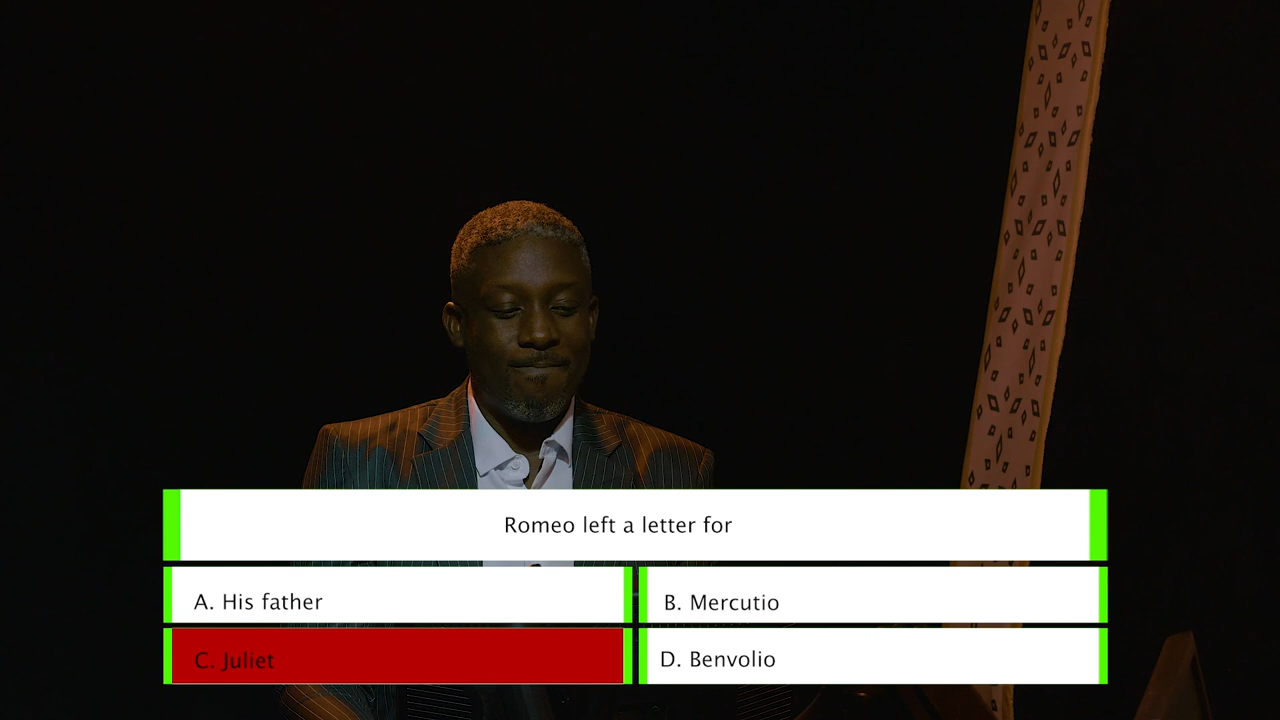 Romeo left a letter for
A. His father
B. Mercutio
C. Juliet
D. Benvolio